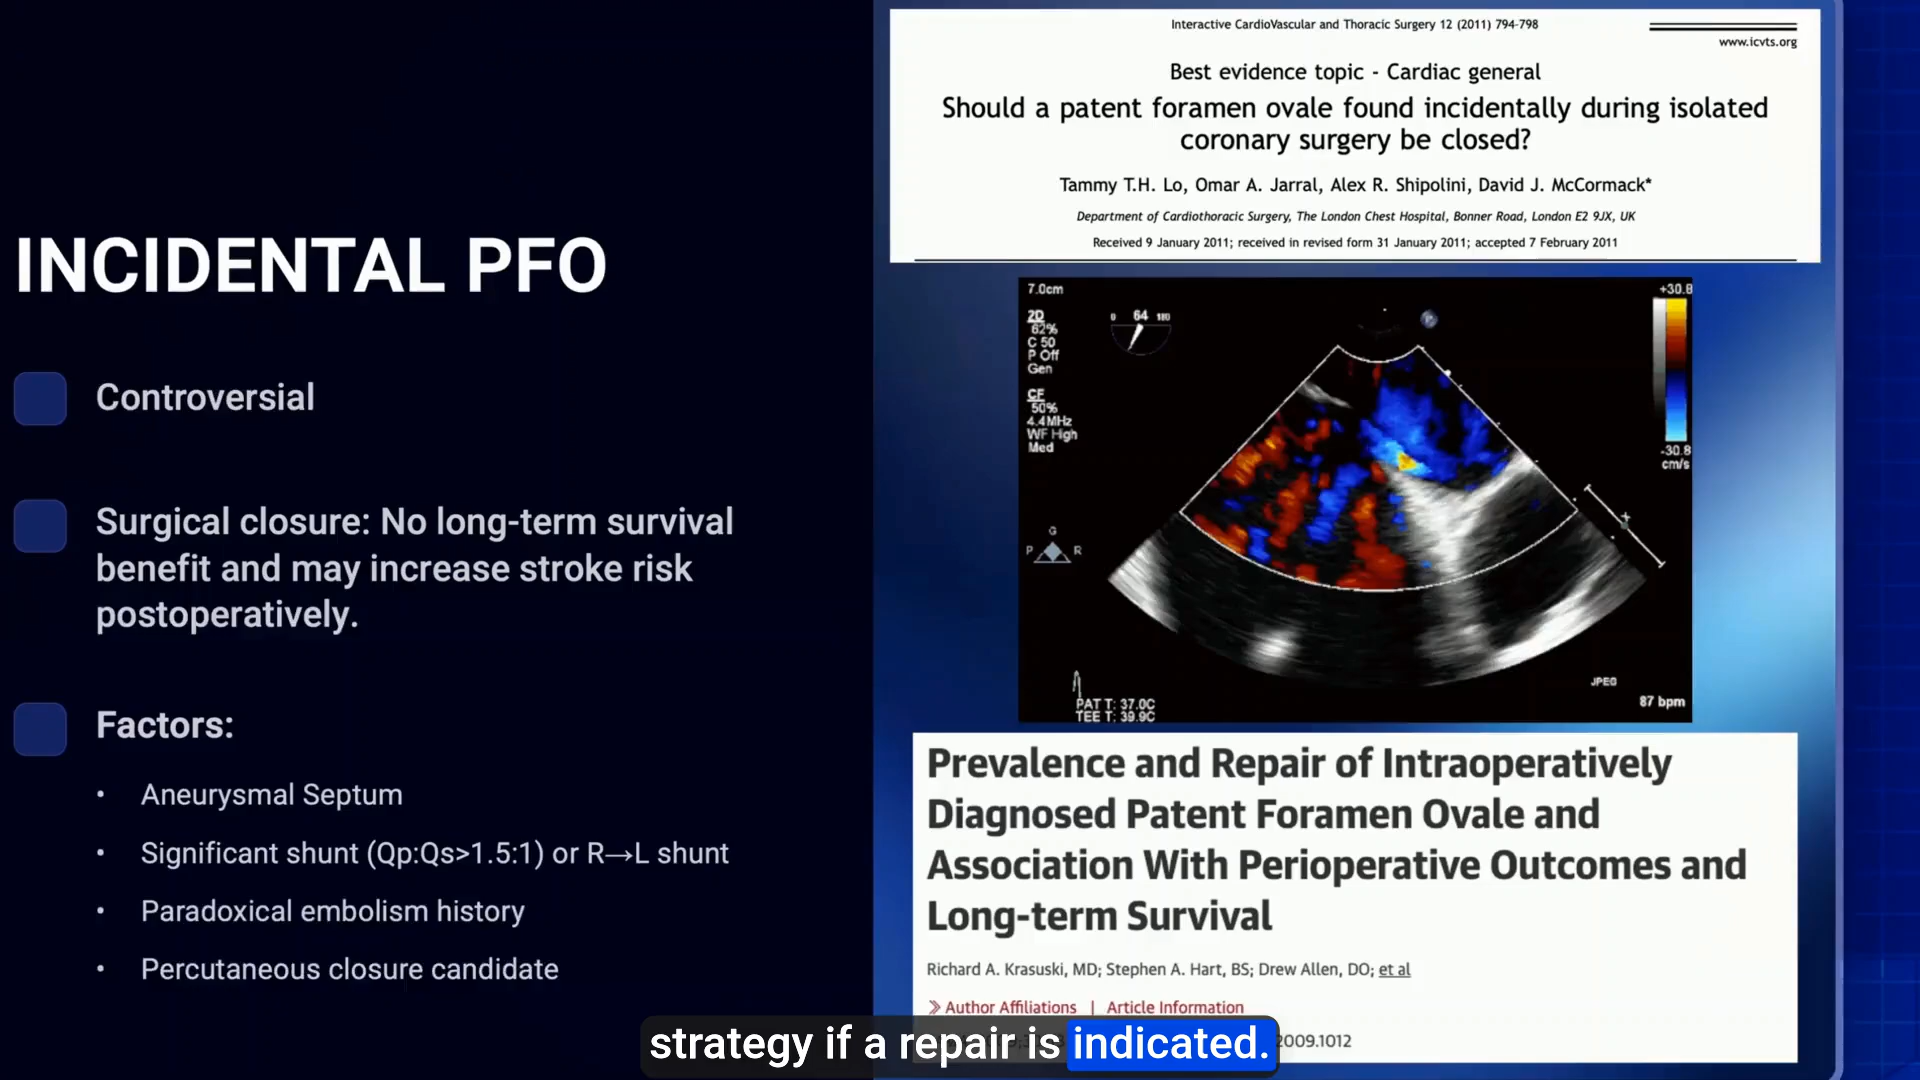 INCIDENTAL PFO
Controversial
Surgical closure: No long-term survival
benefit and may increase stroke risk
postoperatively.
Factors:
• Aneurysmal Septum
• Significant shunt (Qp:Qs>1.5:1) or R→L shunt
• Paradoxical embolism history
• Percutaneous closure candidate
Interactive CardioVascular and Thoracic Surgery 12 (2011) 794-798
www.icvts.org
Best evidence topic - Cardiac general
Should a patent foramen ovale found incidentally during isolated
coronary surgery be closed?
Tammy T.H. Lo, Omar A. Jarral, Alex R. Shipolini, David J. McCormack*
Department of Cardiothoracic Surgery, The London Chest Hospital, Bonner Road, London E2 9JX, UK
Received 9 January 2011; received in revised form 31 January 2011; accepted 7 February 2011
7.0cm
2D
62%
C 50
P Off
Gen
CF
50%
4.4MHz
WF High
Med
0 64 180
+30.8
-30.8
cm/s
G
P R
PAT T: 37.0C
TEE T: 39.9C
JPEG
87 bpm
Prevalence and Repair of Intraoperatively
Diagnosed Patent Foramen Ovale and
Association With Perioperative Outcomes and
Long-term Survival
Richard A. Krasuski, MD; Stephen A. Hart, BS; Drew Allen, DO; et al
Author Affiliations | Article Information
2009.1012
strategy if a repair is indicated.